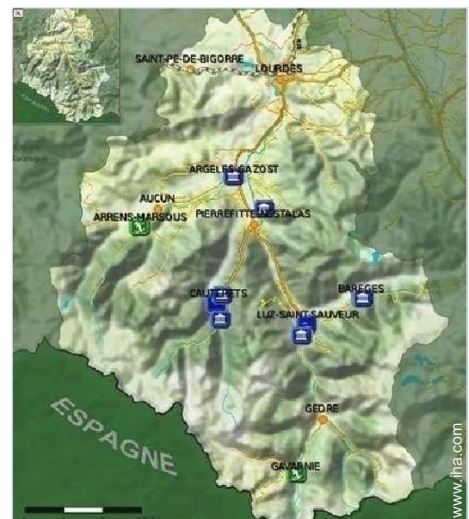 SAINT-PE-DE-BIGORRE
LOURDES
ESPAGNE
ARGELES-GAZOST
AUCUN
ARRENS-MARSOUS
PIERREFITTE-NESTALAS
CAUTERETS
BAREGES
LUZ-SAINT-SAUVEUR
GEDRE
ESPAGNE
GAVARNIE
www.iha.com